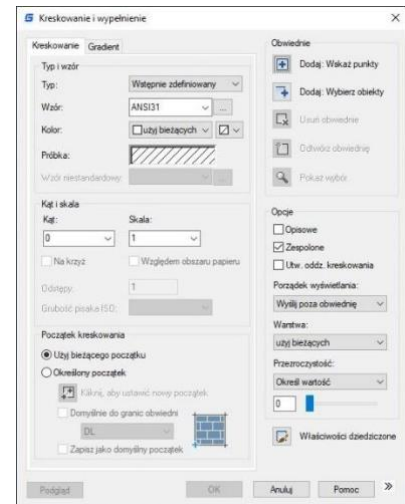 Kreskowanie i wypełnienie
Kreskowanie Gradient
Typ i wzór
Typ: Wstępnie zdefiniowany
Wzór: ANSI31 ...
Kolor: użyj bieżących
Próbka:
Wzór niestandardowy: ...
Kąt i skala
Kąt: Skala:
0 1
Na krzyż Względem obszaru papieru
Odstępy: 1
Grubość pisaka ISO:
Początek kreskowania
Użyj bieżącego początku
Określony początek
Kliknij, aby ustawić nowy początek
Domyślnie do granic obwiedni
DL
Zapisz jako domyślny początek
Obwiednie
Dodaj: Wskaż punkty
Dodaj: Wybierz obiekty
Usuń obwiednie
Odtwórz obwiednię
Pokaż wybór
Opcje
Opisowe
Zespolone
Utw. oddz. kreskowania
Porządek wyświetlania:
Wyślij poza obwiednię
Warstwa:
użyj bieżących
Przezroczystość:
Określ wartość
0
Właściwości dziedziczone
Podgląd OK Anuluj Pomoc